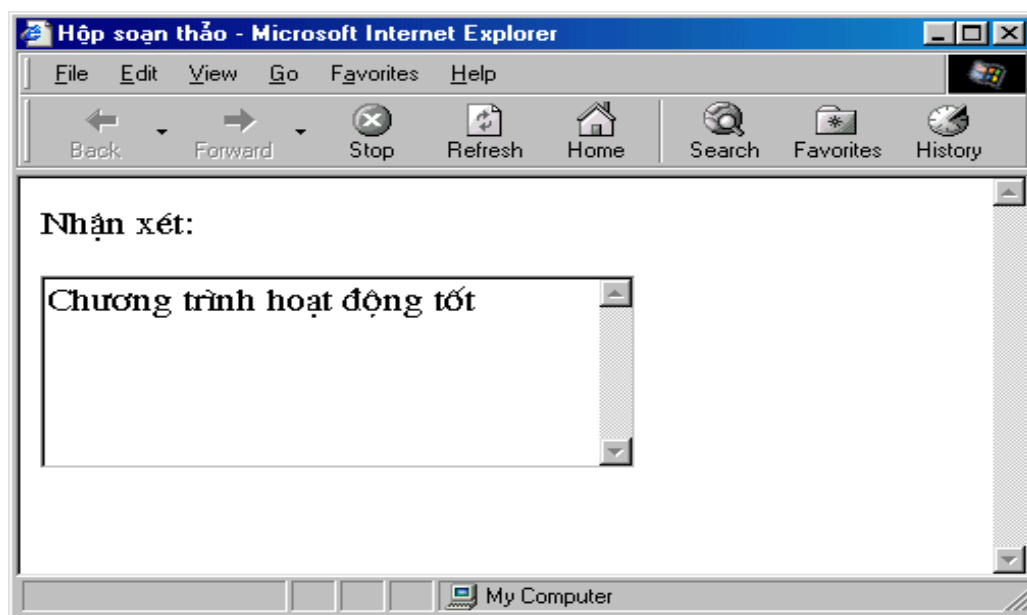 Hộp soạn thảo - Microsoft Internet Explorer
File Edit View Go Favorites Help
Back Forward Stop Refresh Home Search Favorites History
Nhận xét:
Chương trình hoạt động tốt
My Computer